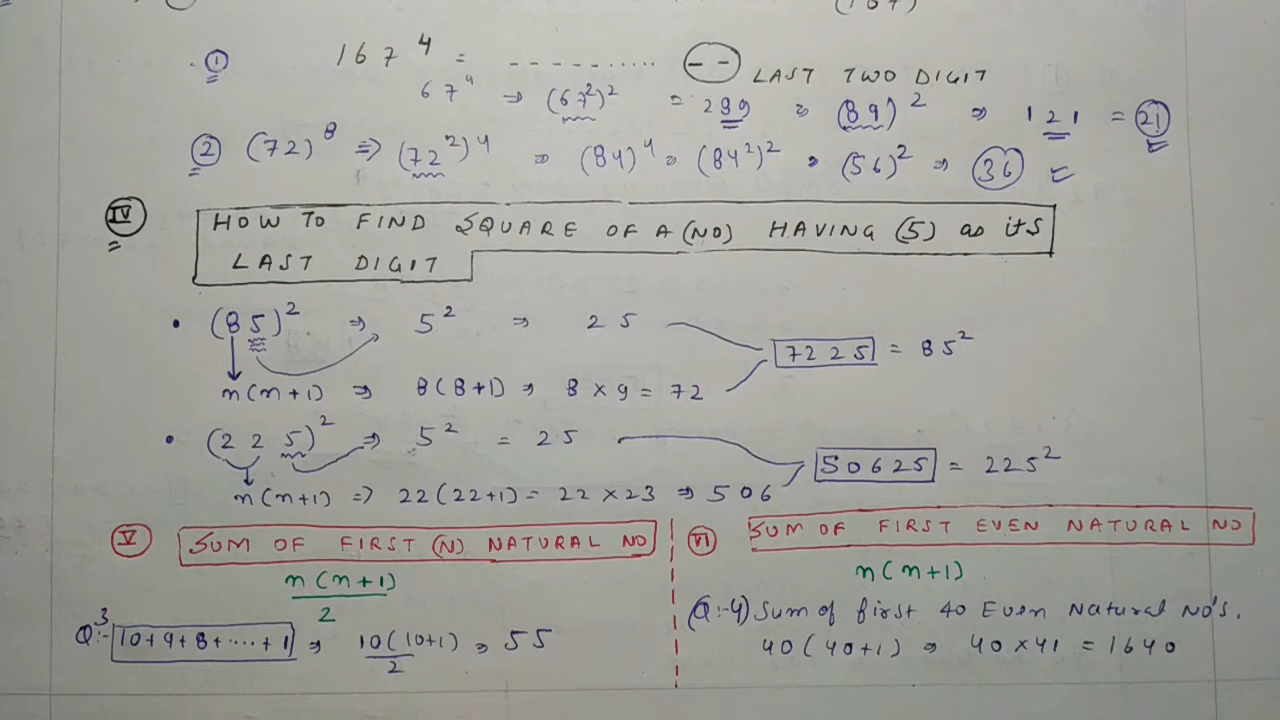 (167)
① 167⁴ = .......... (--) LAST TWO DIGIT
67⁴ ⇒ (67²)² = 289 ⇒ (89)² ⇒ 121 = 21
② (72)⁸ ⇒ (72²)⁴ ⇒ (84)⁴ ⇒ (84²)² ⇒ (56)² ⇒ 36
IV HOW TO FIND SQUARE OF A (NO) HAVING (5) as its
LAST DIGIT
• (85)² ⇒ 5² ⇒ 25
7225 = 85²
n(n+1) ⇒ 8(8+1) ⇒ 8×9 = 72
• (225)² ⇒ 5² = 25
50625 = 225²
n(n+1) ⇒ 22(22+1) = 22×23 ⇒ 506
V SUM OF FIRST (N) NATURAL NO
n(n+1)
2
Q:-3 10+9+8+....+1 ⇒ 10(10+1) ⇒ 55
2
VI SUM OF FIRST EVEN NATURAL NO
n(n+1)
(Q:-4) Sum of first 40 Even Natural No's.
40(40+1) ⇒ 40×41 = 1640